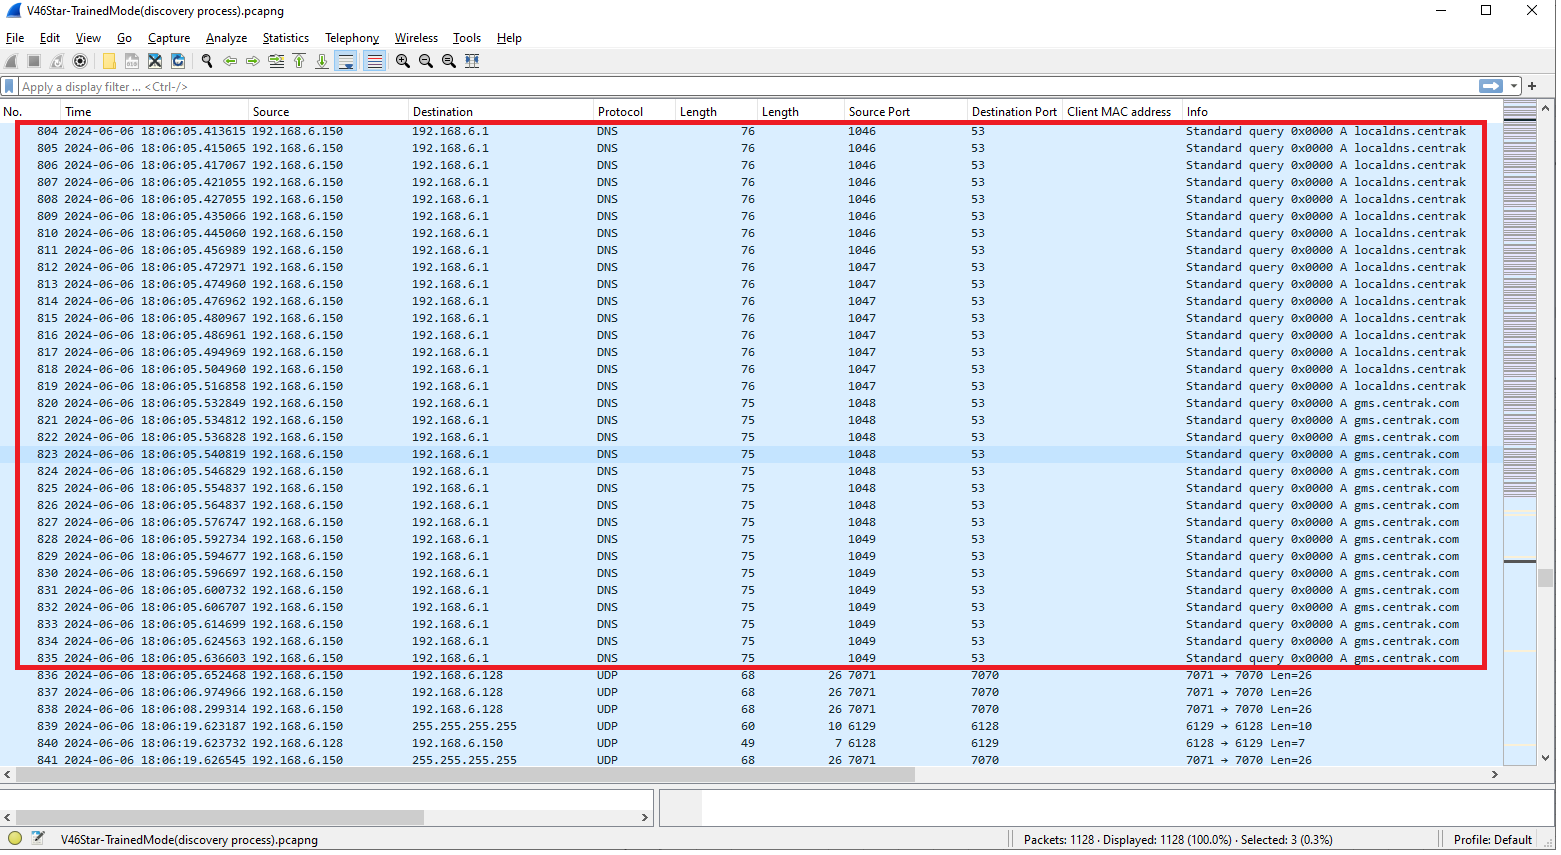 V46Star-TrainedMode(discovery process).pcapng
File Edit View Go Capture Analyze Statistics Telephony Wireless Tools Help
Apply a display filter ... <Ctrl-/>
No. Time Source Destination Protocol Length Length Source Port Destination Port Client MAC address Info
804 2024-06-06 18:06:05.413615 192.168.6.150 192.168.6.1 DNS 76 1046 53 Standard query 0x0000 A localdns.centrak
805 2024-06-06 18:06:05.415065 192.168.6.150 192.168.6.1 DNS 76 1046 53 Standard query 0x0000 A localdns.centrak
806 2024-06-06 18:06:05.417067 192.168.6.150 192.168.6.1 DNS 76 1046 53 Standard query 0x0000 A localdns.centrak
807 2024-06-06 18:06:05.421055 192.168.6.150 192.168.6.1 DNS 76 1046 53 Standard query 0x0000 A localdns.centrak
808 2024-06-06 18:06:05.427055 192.168.6.150 192.168.6.1 DNS 76 1046 53 Standard query 0x0000 A localdns.centrak
809 2024-06-06 18:06:05.435066 192.168.6.150 192.168.6.1 DNS 76 1046 53 Standard query 0x0000 A localdns.centrak
810 2024-06-06 18:06:05.445060 192.168.6.150 192.168.6.1 DNS 76 1046 53 Standard query 0x0000 A localdns.centrak
811 2024-06-06 18:06:05.456989 192.168.6.150 192.168.6.1 DNS 76 1046 53 Standard query 0x0000 A localdns.centrak
812 2024-06-06 18:06:05.472971 192.168.6.150 192.168.6.1 DNS 76 1047 53 Standard query 0x0000 A localdns.centrak
813 2024-06-06 18:06:05.474960 192.168.6.150 192.168.6.1 DNS 76 1047 53 Standard query 0x0000 A localdns.centrak
814 2024-06-06 18:06:05.476962 192.168.6.150 192.168.6.1 DNS 76 1047 53 Standard query 0x0000 A localdns.centrak
815 2024-06-06 18:06:05.480967 192.168.6.150 192.168.6.1 DNS 76 1047 53 Standard query 0x0000 A localdns.centrak
816 2024-06-06 18:06:05.486961 192.168.6.150 192.168.6.1 DNS 76 1047 53 Standard query 0x0000 A localdns.centrak
817 2024-06-06 18:06:05.494969 192.168.6.150 192.168.6.1 DNS 76 1047 53 Standard query 0x0000 A localdns.centrak
818 2024-06-06 18:06:05.504960 192.168.6.150 192.168.6.1 DNS 76 1047 53 Standard query 0x0000 A localdns.centrak
819 2024-06-06 18:06:05.516858 192.168.6.150 192.168.6.1 DNS 76 1047 53 Standard query 0x0000 A localdns.centrak
820 2024-06-06 18:06:05.532849 192.168.6.150 192.168.6.1 DNS 75 1048 53 Standard query 0x0000 A gms.centrak.com
821 2024-06-06 18:06:05.534812 192.168.6.150 192.168.6.1 DNS 75 1048 53 Standard query 0x0000 A gms.centrak.com
822 2024-06-06 18:06:05.536828 192.168.6.150 192.168.6.1 DNS 75 1048 53 Standard query 0x0000 A gms.centrak.com
823 2024-06-06 18:06:05.540819 192.168.6.150 192.168.6.1 DNS 75 1048 53 Standard query 0x0000 A gms.centrak.com
824 2024-06-06 18:06:05.546829 192.168.6.150 192.168.6.1 DNS 75 1048 53 Standard query 0x0000 A gms.centrak.com
825 2024-06-06 18:06:05.554837 192.168.6.150 192.168.6.1 DNS 75 1048 53 Standard query 0x0000 A gms.centrak.com
826 2024-06-06 18:06:05.564837 192.168.6.150 192.168.6.1 DNS 75 1048 53 Standard query 0x0000 A gms.centrak.com
827 2024-06-06 18:06:05.576747 192.168.6.150 192.168.6.1 DNS 75 1048 53 Standard query 0x0000 A gms.centrak.com
828 2024-06-06 18:06:05.592734 192.168.6.150 192.168.6.1 DNS 75 1049 53 Standard query 0x0000 A gms.centrak.com
829 2024-06-06 18:06:05.594677 192.168.6.150 192.168.6.1 DNS 75 1049 53 Standard query 0x0000 A gms.centrak.com
830 2024-06-06 18:06:05.596697 192.168.6.150 192.168.6.1 DNS 75 1049 53 Standard query 0x0000 A gms.centrak.com
831 2024-06-06 18:06:05.600732 192.168.6.150 192.168.6.1 DNS 75 1049 53 Standard query 0x0000 A gms.centrak.com
832 2024-06-06 18:06:05.606707 192.168.6.150 192.168.6.1 DNS 75 1049 53 Standard query 0x0000 A gms.centrak.com
833 2024-06-06 18:06:05.614699 192.168.6.150 192.168.6.1 DNS 75 1049 53 Standard query 0x0000 A gms.centrak.com
834 2024-06-06 18:06:05.624563 192.168.6.150 192.168.6.1 DNS 75 1049 53 Standard query 0x0000 A gms.centrak.com
835 2024-06-06 18:06:05.636603 192.168.6.150 192.168.6.1 DNS 75 1049 53 Standard query 0x0000 A gms.centrak.com
836 2024-06-06 18:06:05.652468 192.168.6.150 192.168.6.128 UDP 68 26 7071 7070 7071 → 7070 Len=26
837 2024-06-06 18:06:06.974966 192.168.6.150 192.168.6.128 UDP 68 26 7071 7070 7071 → 7070 Len=26
838 2024-06-06 18:06:08.299314 192.168.6.150 192.168.6.128 UDP 68 26 7071 7070 7071 → 7070 Len=26
839 2024-06-06 18:06:19.623187 192.168.6.150 255.255.255.255 UDP 60 10 6129 6128 6129 → 6128 Len=10
840 2024-06-06 18:06:19.623732 192.168.6.128 192.168.6.150 UDP 49 7 6128 6129 6128 → 6129 Len=7
841 2024-06-06 18:06:19.626545 192.168.6.150 255.255.255.255 UDP 68 26 7071 7070 7071 → 7070 Len=26
V46Star-TrainedMode(discovery process).pcapng Packets: 1128 · Displayed: 1128 (100.0%) · Selected: 3 (0.3%) Profile: Default